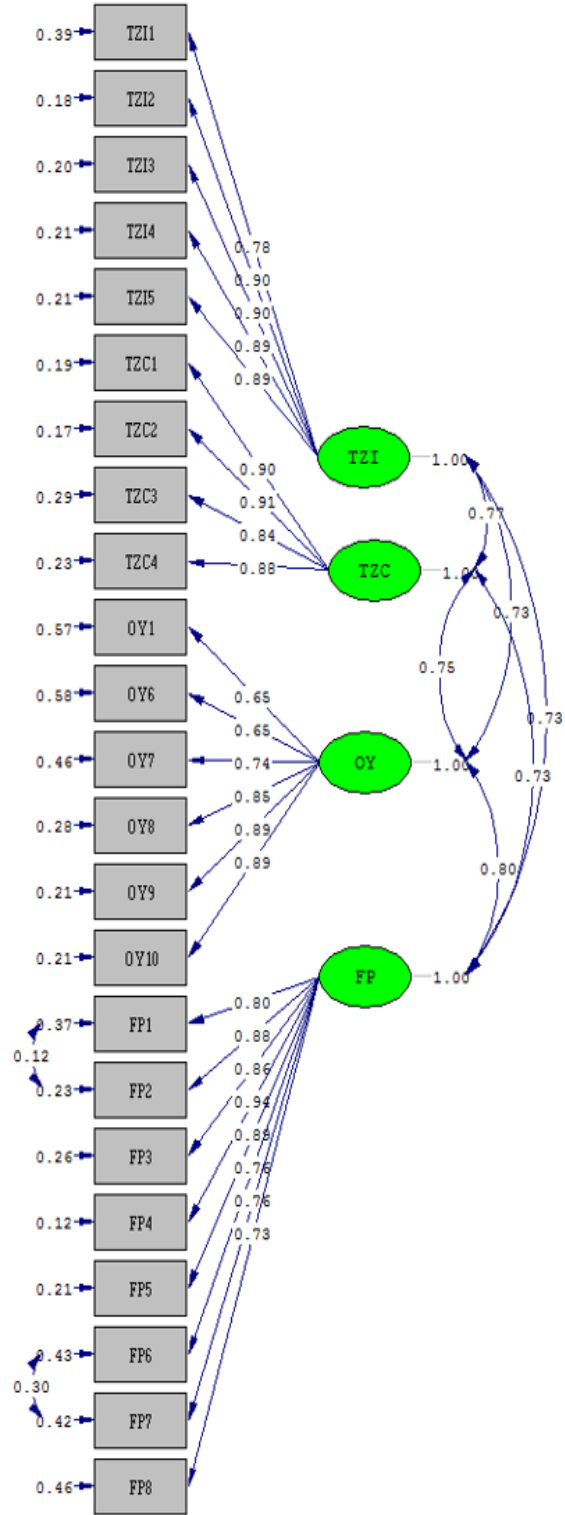 0.39 TZI1
0.18 TZI2
0.20 TZI3
0.21 TZI4
0.78
0.90
0.21 TZI5
0.90
0.89
0.19 TZC1
0.89
0.17 TZC2
TZI 1.00
0.90
0.29 TZC3
0.91
0.77
0.84
0.23 TZC4
0.88
TZC 1.00
0.73
0.57 OY1
0.75
0.58 OY6
0.65
0.73
0.65
0.46 OY7
0.74
OY 1.00
0.73
0.28 OY8
0.85
0.21 OY9
0.89
0.89
0.80
0.21 OY10
FP 1.00
0.37 FP1
0.80
0.12
0.88
0.23 FP2
0.86
0.94
0.26 FP3
0.89
0.76
0.12 FP4
0.76
0.73
0.21 FP5
0.43 FP6
0.30
0.42 FP7
0.46 FP8